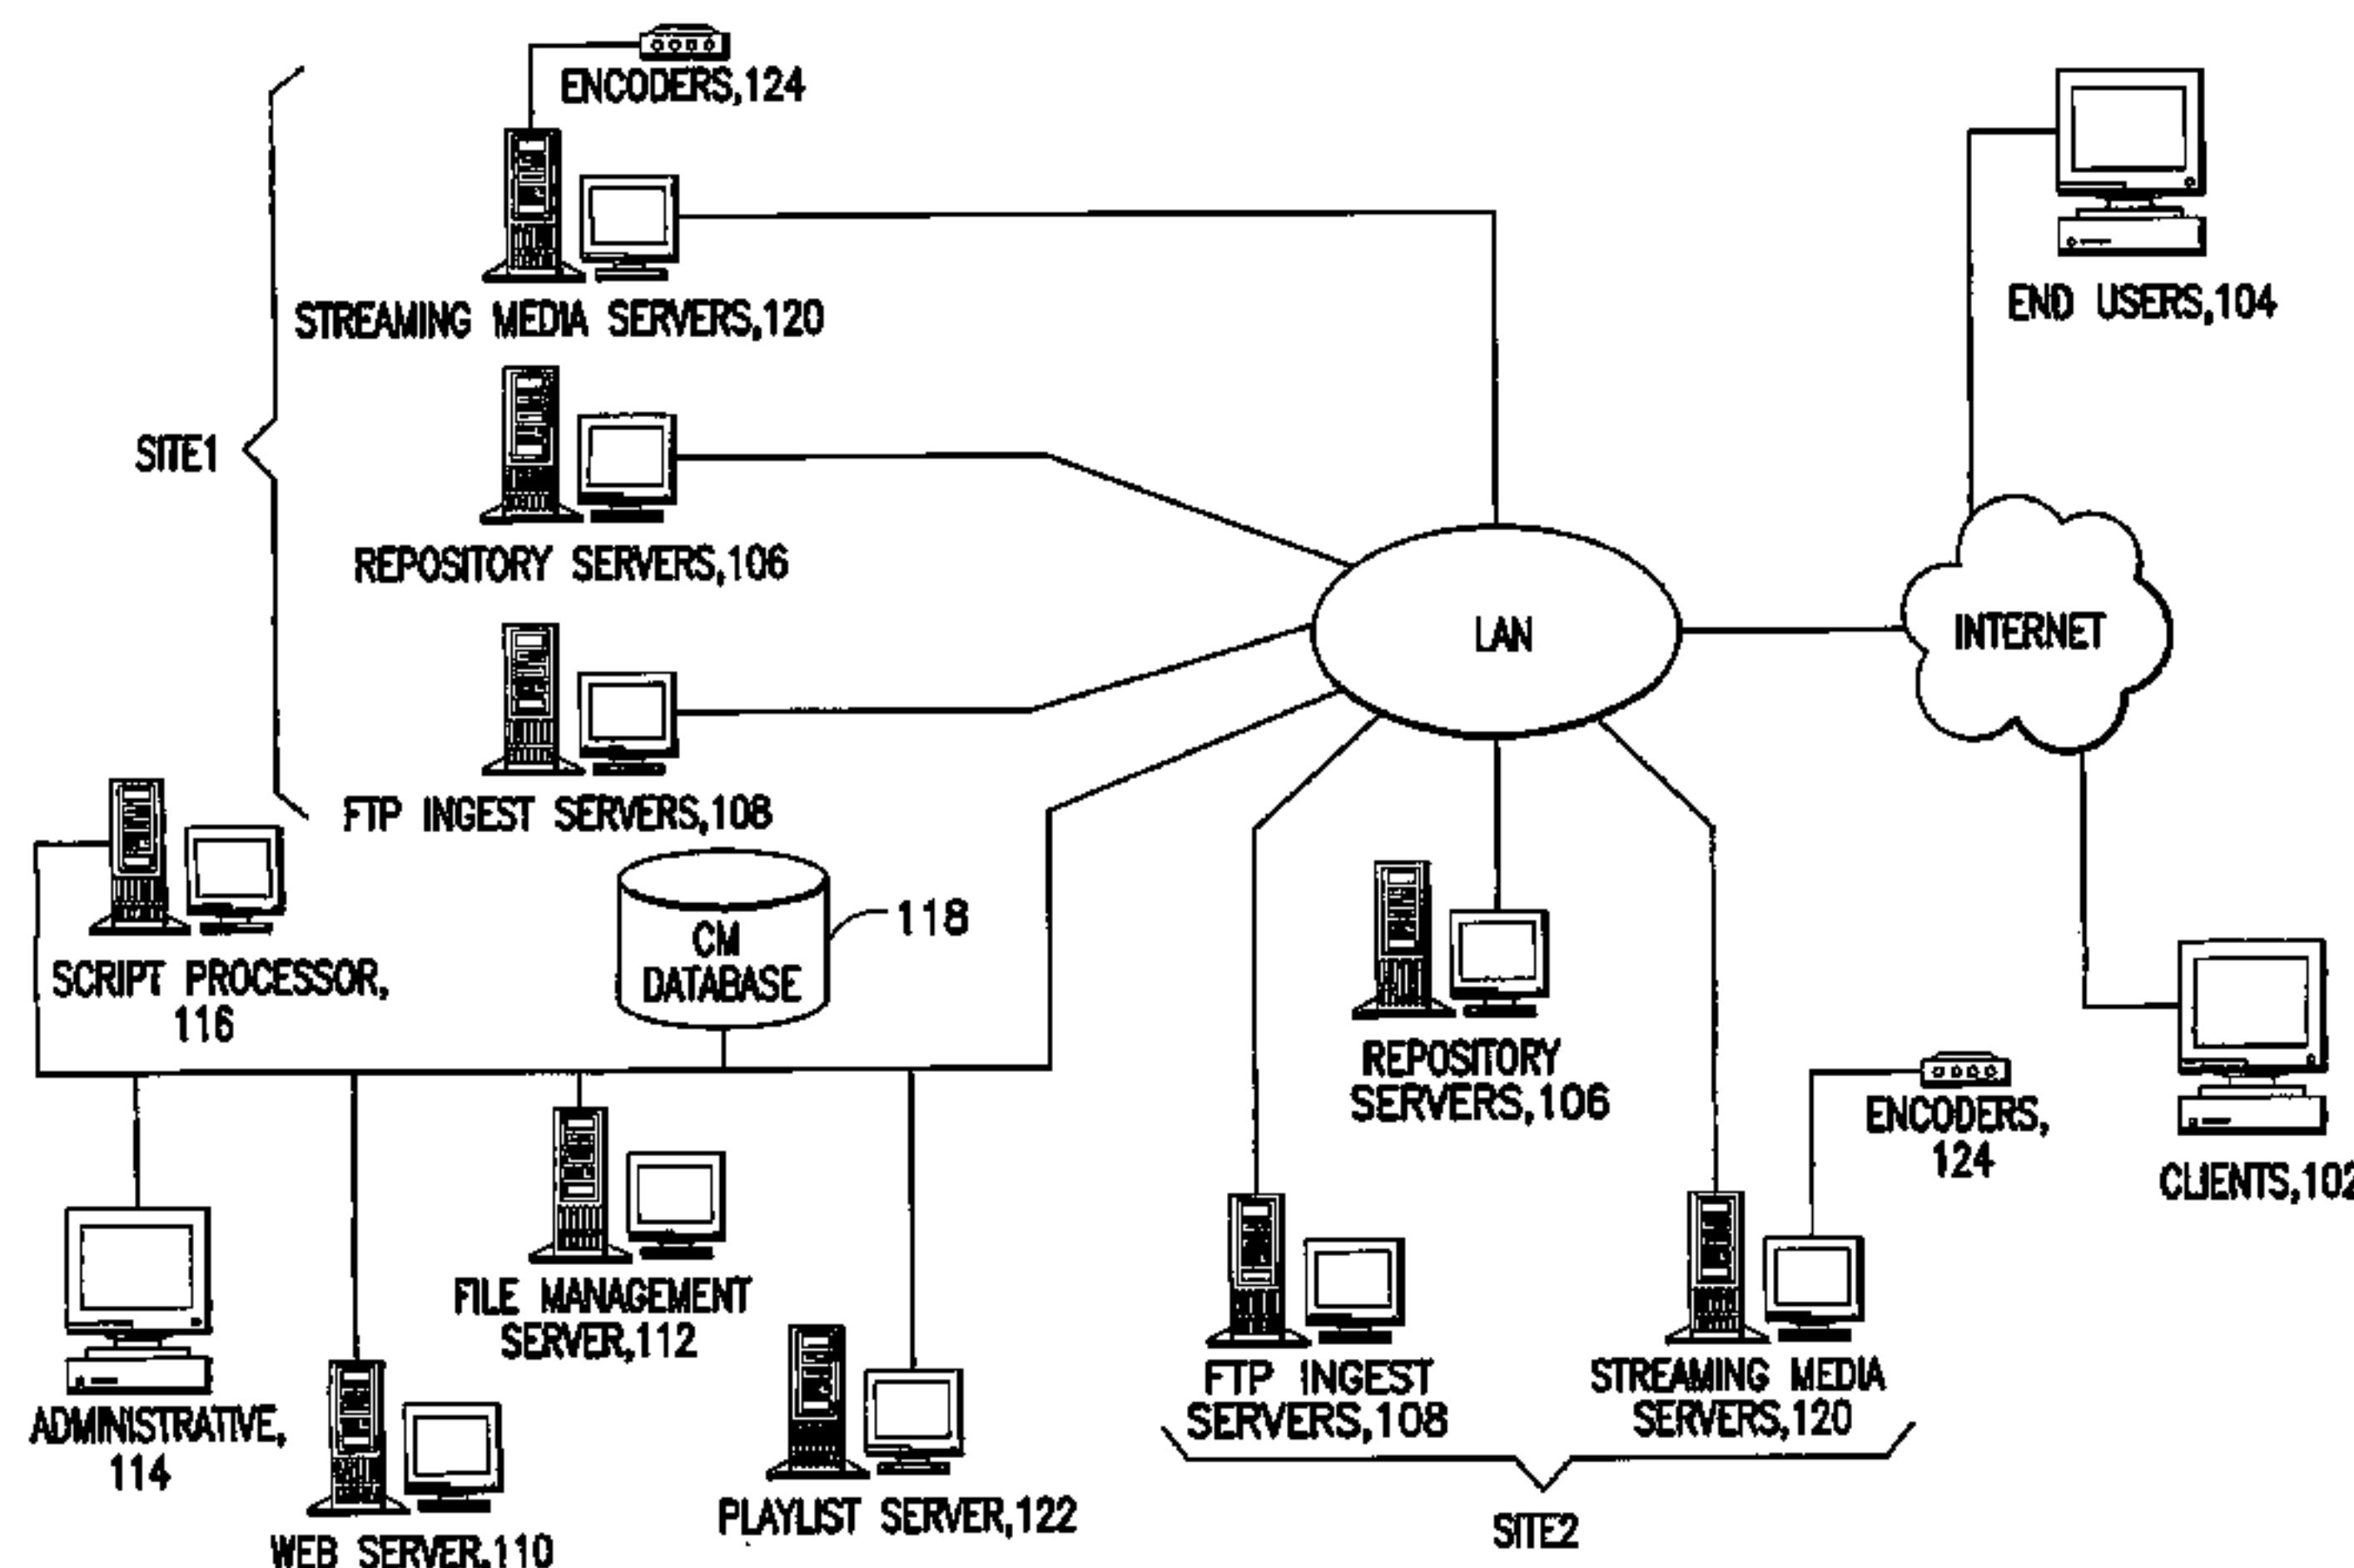 ENCODERS,124
STREAMING MEDIA SERVERS,120
END USERS,104
SITE1
REPOSITORY SERVERS,106
LAN
INTERNET
FTP INGEST SERVERS,108
118
CM
DATABASE
SCRIPT PROCESSOR,
116
REPOSITORY
SERVERS,106
ENCODERS,
124
CLIENTS,102
FILE MANAGEMENT
SERVER,112
ADMINISTRATIVE,
114
FTP INGEST
SERVERS,108
STREAMING MEDIA
SERVERS,120
PLAYLIST SERVER,122
SITE2
WEB SERVER,110